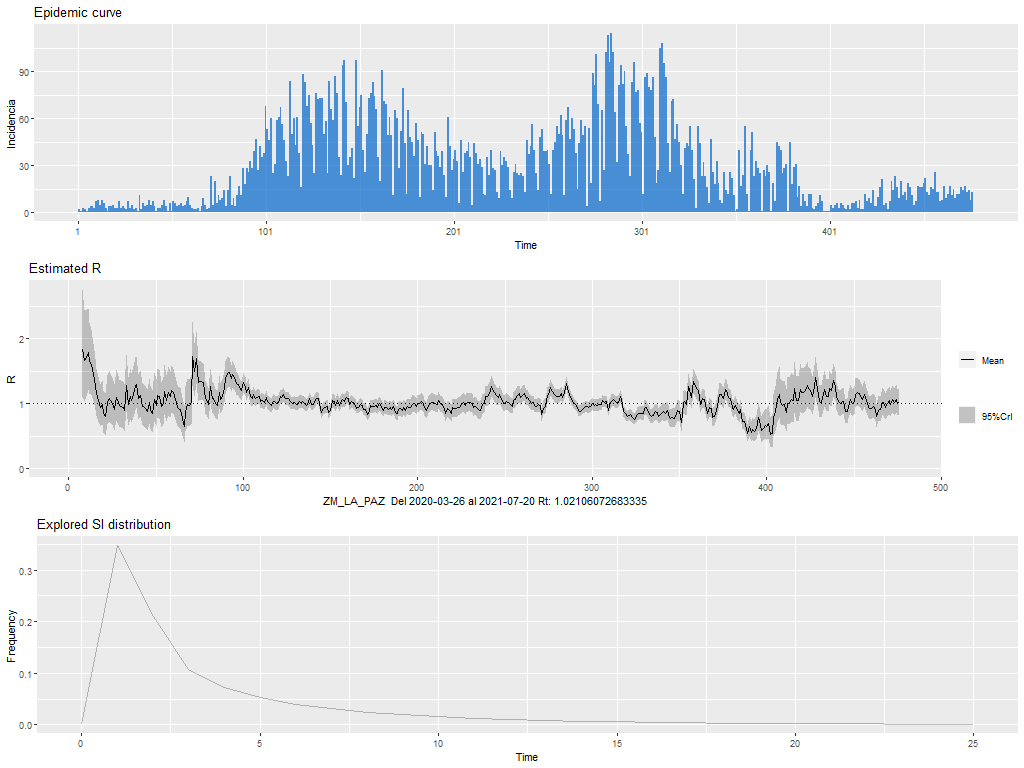 Epidemic curve
Incidencia
90
60
30
0
1
101
201
301
401
Time
Estimated R
R
2
1
0
0
100
200
300
400
500
Mean
95%CrI
ZM_LA_PAZ Del 2020-03-26 al 2021-07-20 Rt: 1.02106072683335
Explored SI distribution
Frequency
0.3
0.2
0.1
0.0
0
5
10
15
20
25
Time